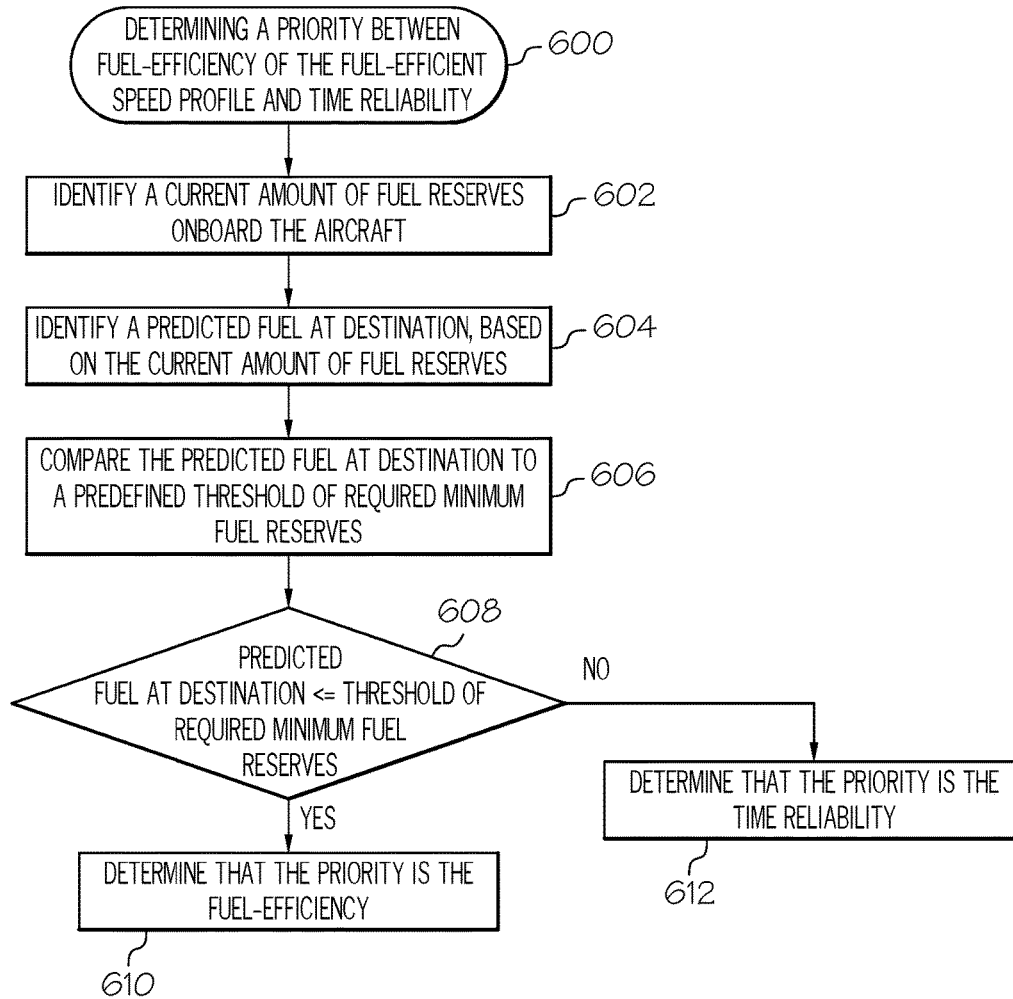 DETERMINING A PRIORITY BETWEEN
FUEL-EFFICIENCY OF THE FUEL-EFFICIENT
SPEED PROFILE AND TIME RELIABILITY
600
IDENTIFY A CURRENT AMOUNT OF FUEL RESERVES
ONBOARD THE AIRCRAFT
602
IDENTIFY A PREDICTED FUEL AT DESTINATION, BASED
ON THE CURRENT AMOUNT OF FUEL RESERVES
604
COMPARE THE PREDICTED FUEL AT DESTINATION TO
A PREDEFINED THRESHOLD OF REQUIRED MINIMUM
FUEL RESERVES
606
608
PREDICTED
FUEL AT DESTINATION <= THRESHOLD OF
REQUIRED MINIMUM FUEL
RESERVES
NO
YES
DETERMINE THAT THE PRIORITY IS THE
TIME RELIABILITY
612
DETERMINE THAT THE PRIORITY IS THE
FUEL-EFFICIENCY
610